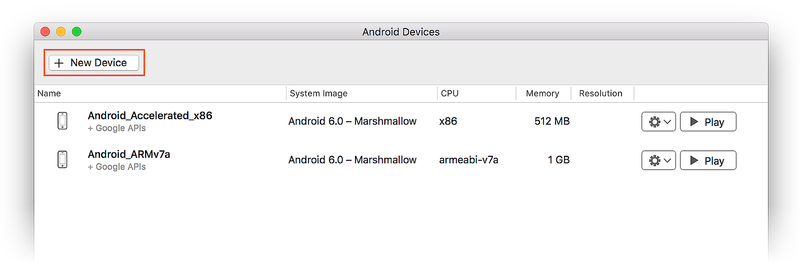 Android Devices
+ New Device
Name System Image CPU Memory Resolution
Android_Accelerated_x86 Android 6.0 – Marshmallow x86 512 MB Play
+ Google APIs
Android_ARMv7a Android 6.0 – Marshmallow armeabi-v7a 1 GB Play
+ Google APIs